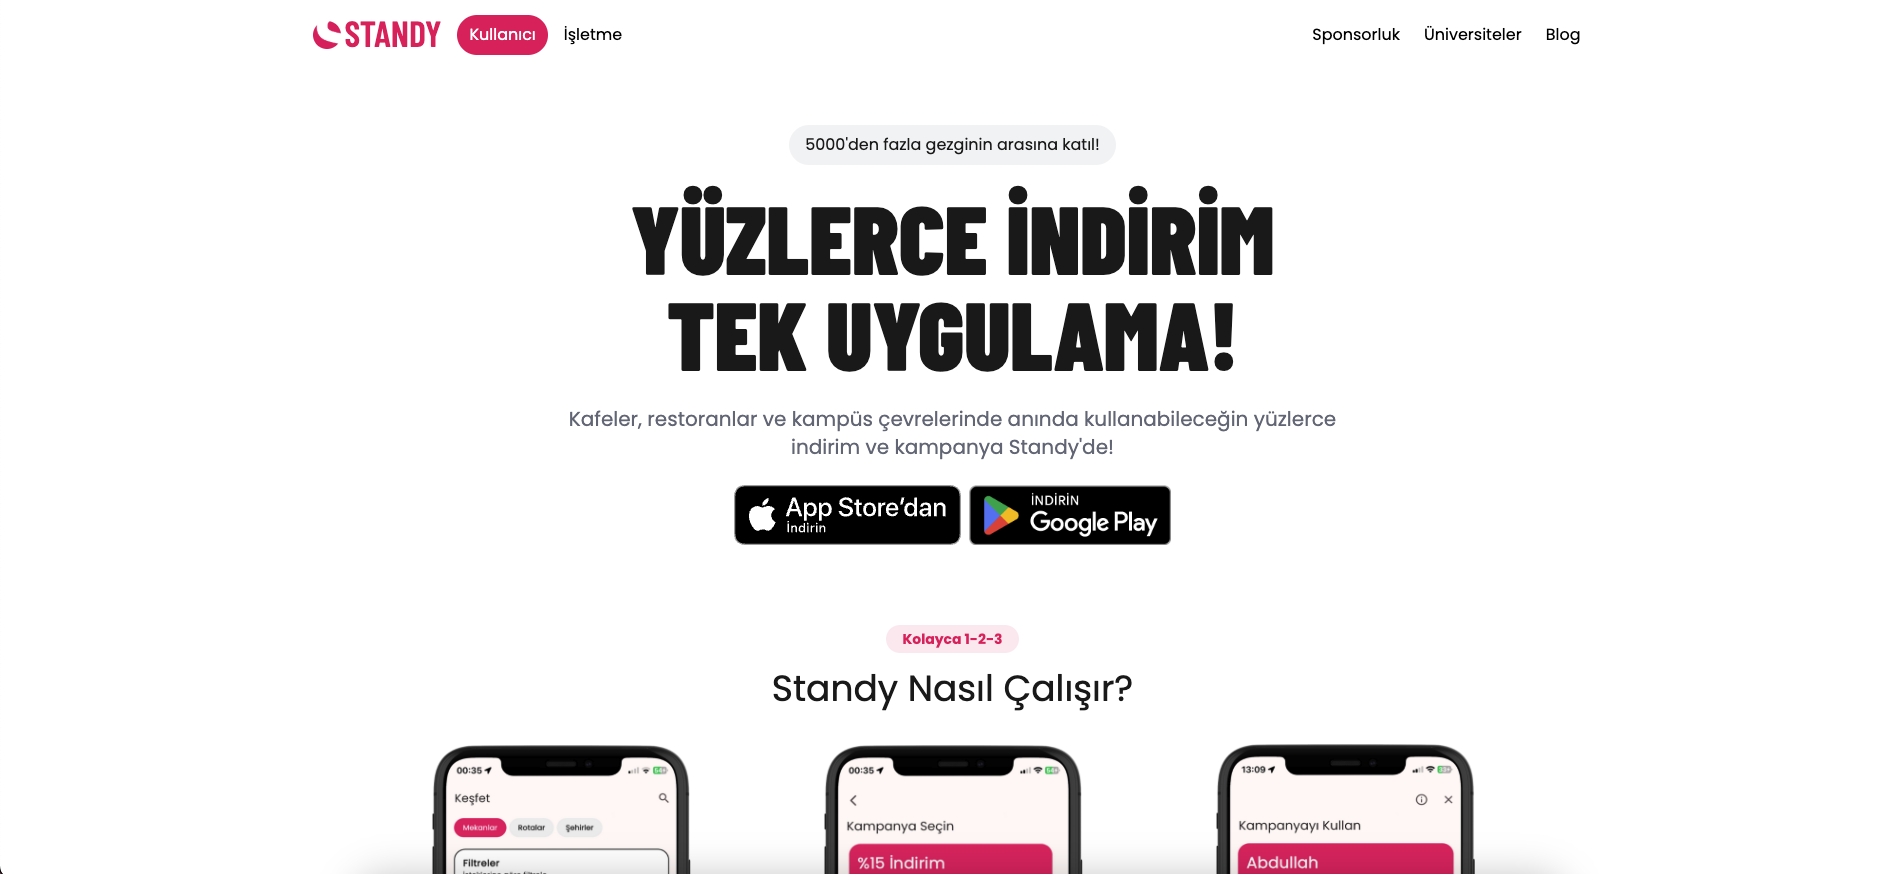 STANDY
Kullanıcı
İşletme
Sponsorluk
Üniversiteler
Blog
5000'den fazla gezginin arasına katıl!
YÜZLERCE İNDİRİM
TEK UYGULAMA!
Kafeler, restoranlar ve kampüs çevrelerinde anında kullanabileceğin yüzlerce
indirim ve kampanya Standy'de!
App Store’dan
İndirin
İNDİRİN
Google Play
Kolayca 1-2-3
Standy Nasıl Çalışır?
00:35
Keşfet
Mekanlar
Rotalar
Şehirler
Filtreler
00:35
Kampanya Seçin
%15 İndirim
13:09
Kampanyayı Kullan
Abdullah